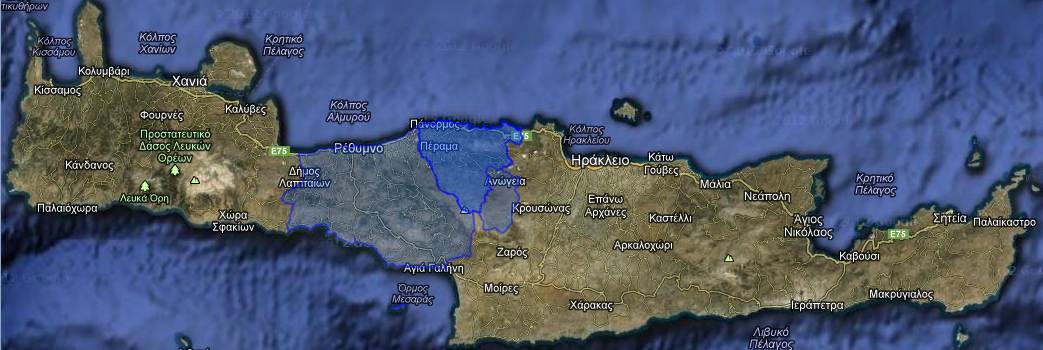 τικυθήρων
Κόλπος
Κισσάμου
Κολυμβάρι
Κίσσαμος
Κόλπος
Χανίων
Κρητικό
Πέλαγος
Χανιά
Φουρνές
Καλύβες
Προστατευτικό
Δάσος Λευκών
Ορέων
Κάνδανος
Λευκά Όρη
Παλαιόχωρα
Χώρα
Σφακίων
E75
Κόλπος
Αλμυρού
Ρέθυμνο
Δήμος
Λαππαίων
Πάνορμος
Πέραμα
E75
Ανώγεια
Αγιά Γαλήνη
Όρμος
Μεσαράς
Κόλπος
Ηρακλείου
Ηράκλειο
Κάτω
Γούβες
Κρουσώνας
Επάνω
Αρχάνες
Ζαρός
Μοίρες
Χάρακας
Καστέλλι
Αρκαλοχώρι
Μάλια
Νεάπολη
Άγιος
Νικόλαος
Κρητικό
Πέλαγος
E75
Σητεία
Παλαίκαστρο
Καβούσι
Μακρύγιαλος
Ιεράπετρα
Λιβυκό
Πέλαγος